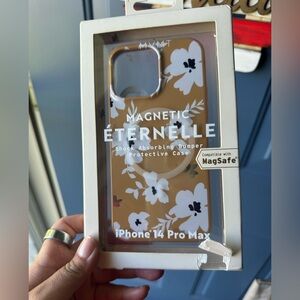 MAGNETIC
ÉTERNELLE
Shock Absorbing Bumper
Protective Case
Compatible with
MagSafe
iPhone 14 Pro Max